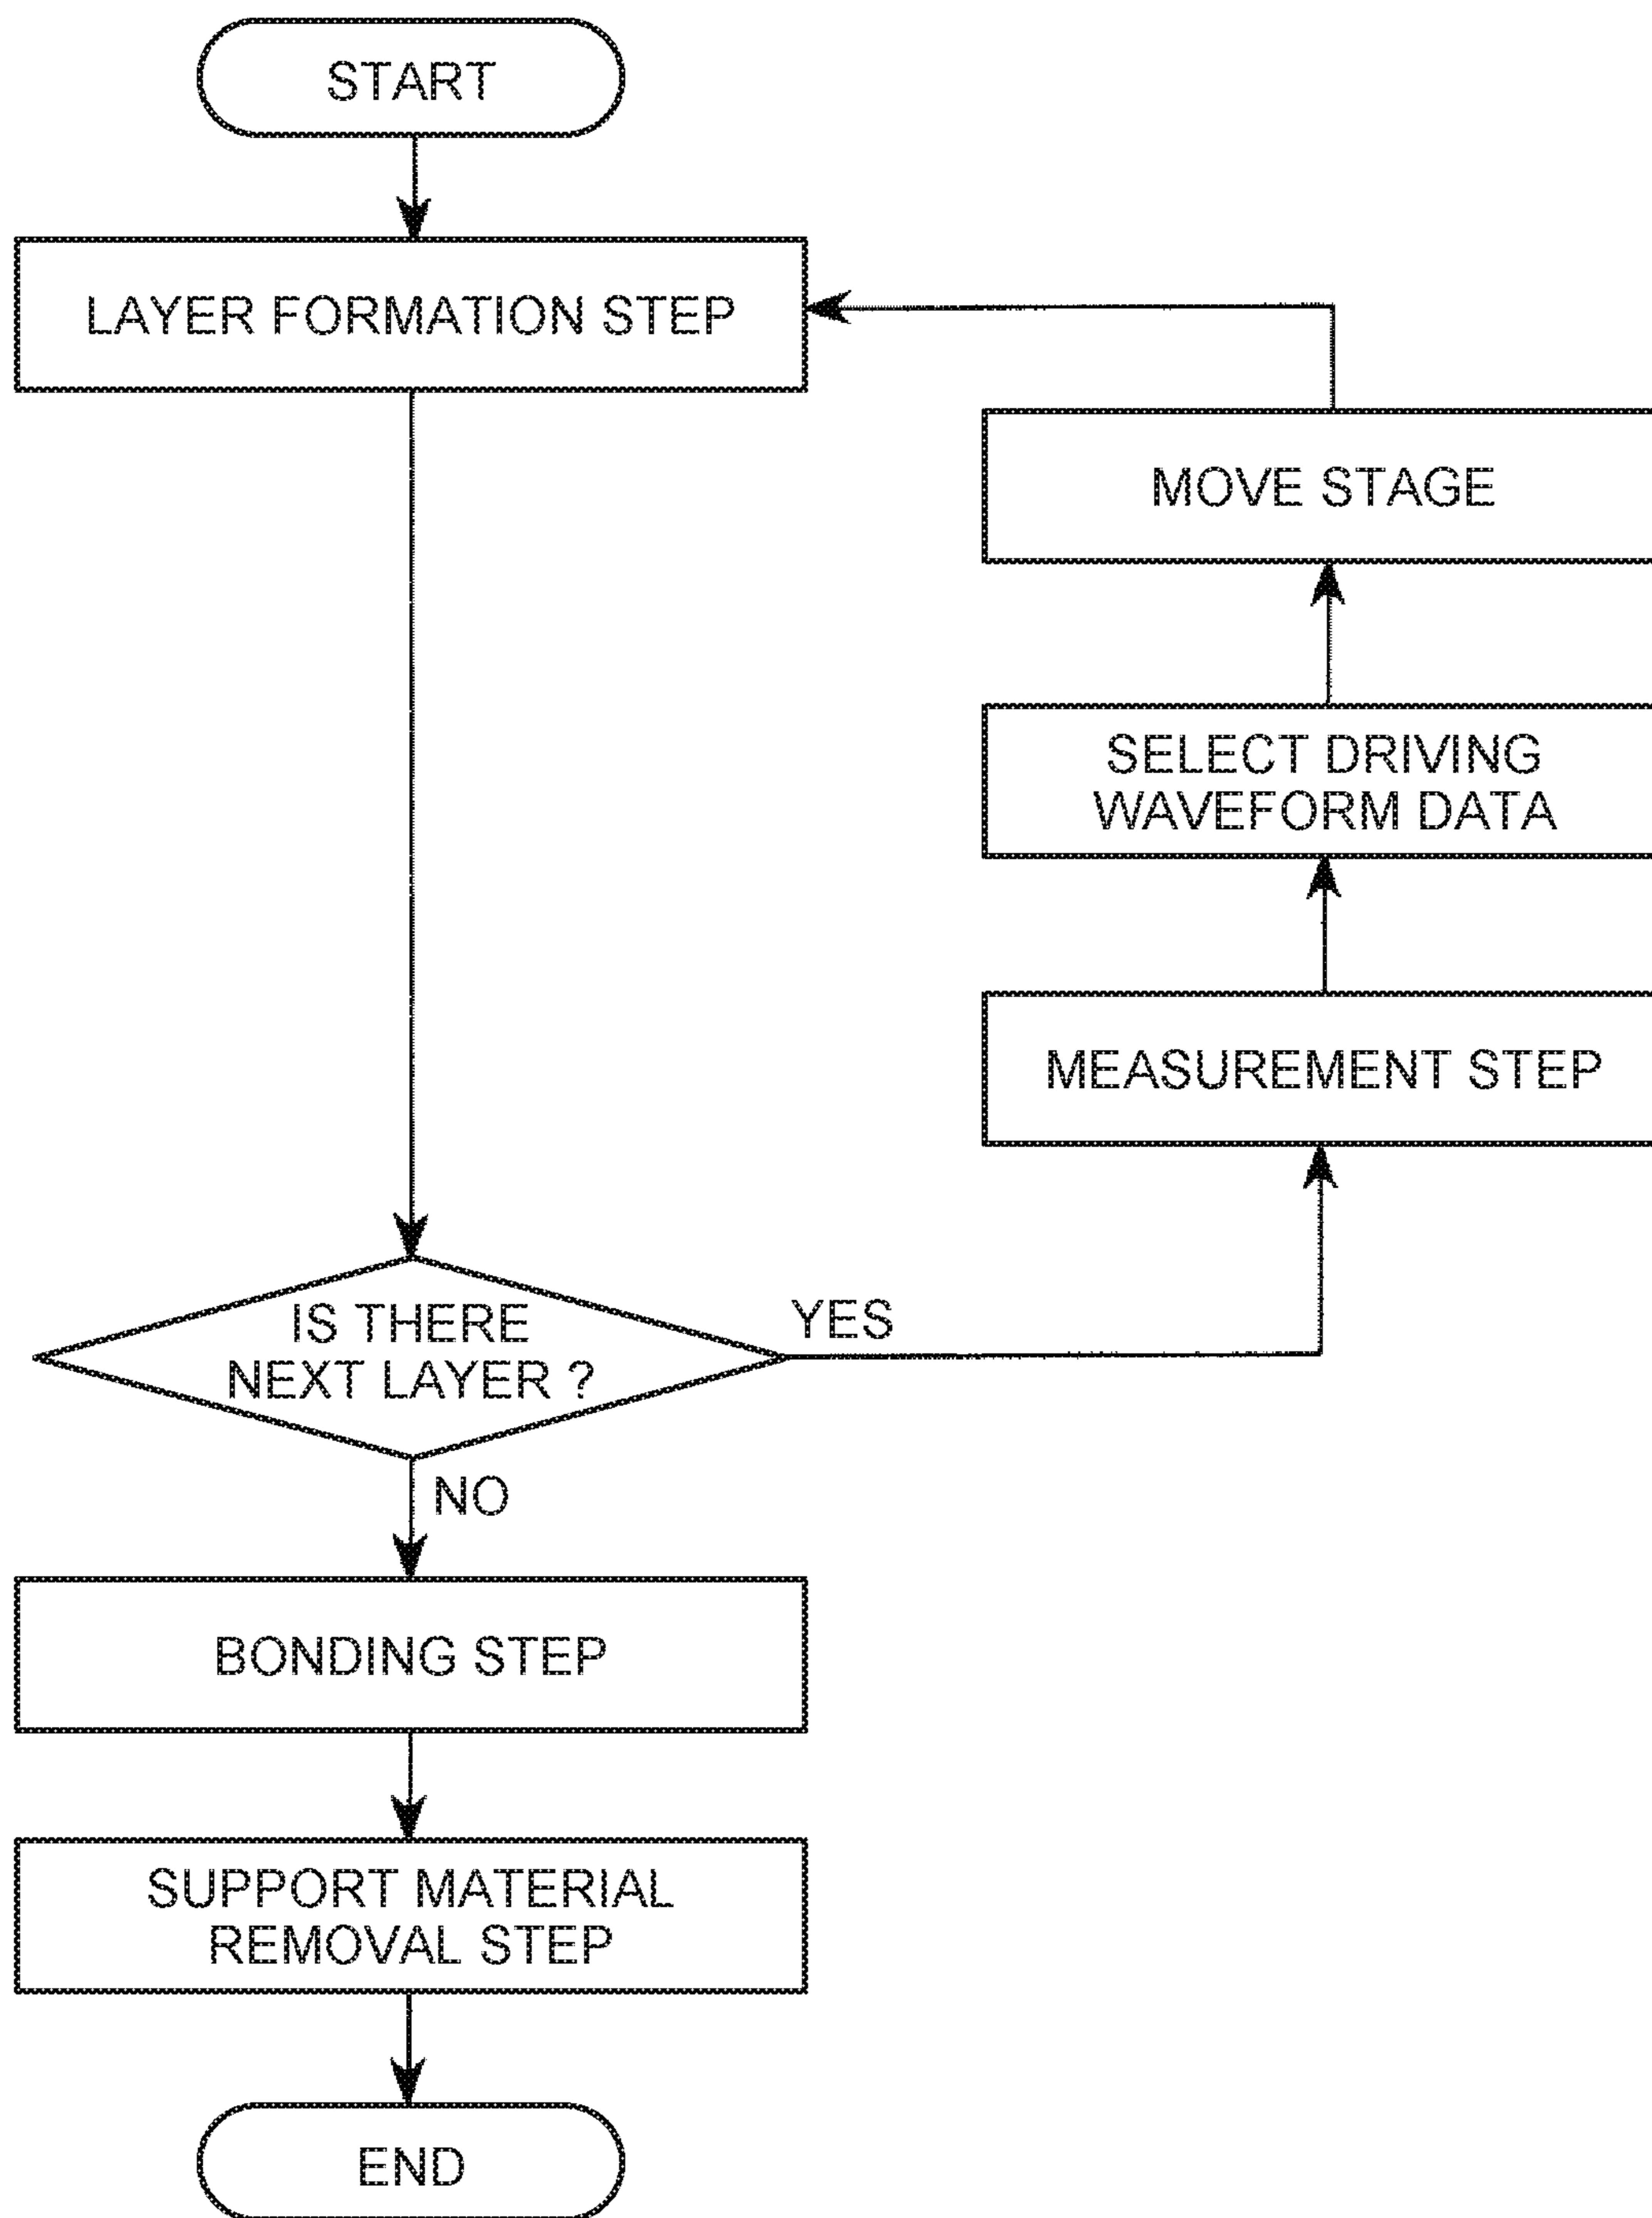 START
LAYER FORMATION STEP
MOVE STAGE
SELECT DRIVING
WAVEFORM DATA
MEASUREMENT STEP
IS THERE
NEXT LAYER ?
YES
NO
BONDING STEP
SUPPORT MATERIAL
REMOVAL STEP
END